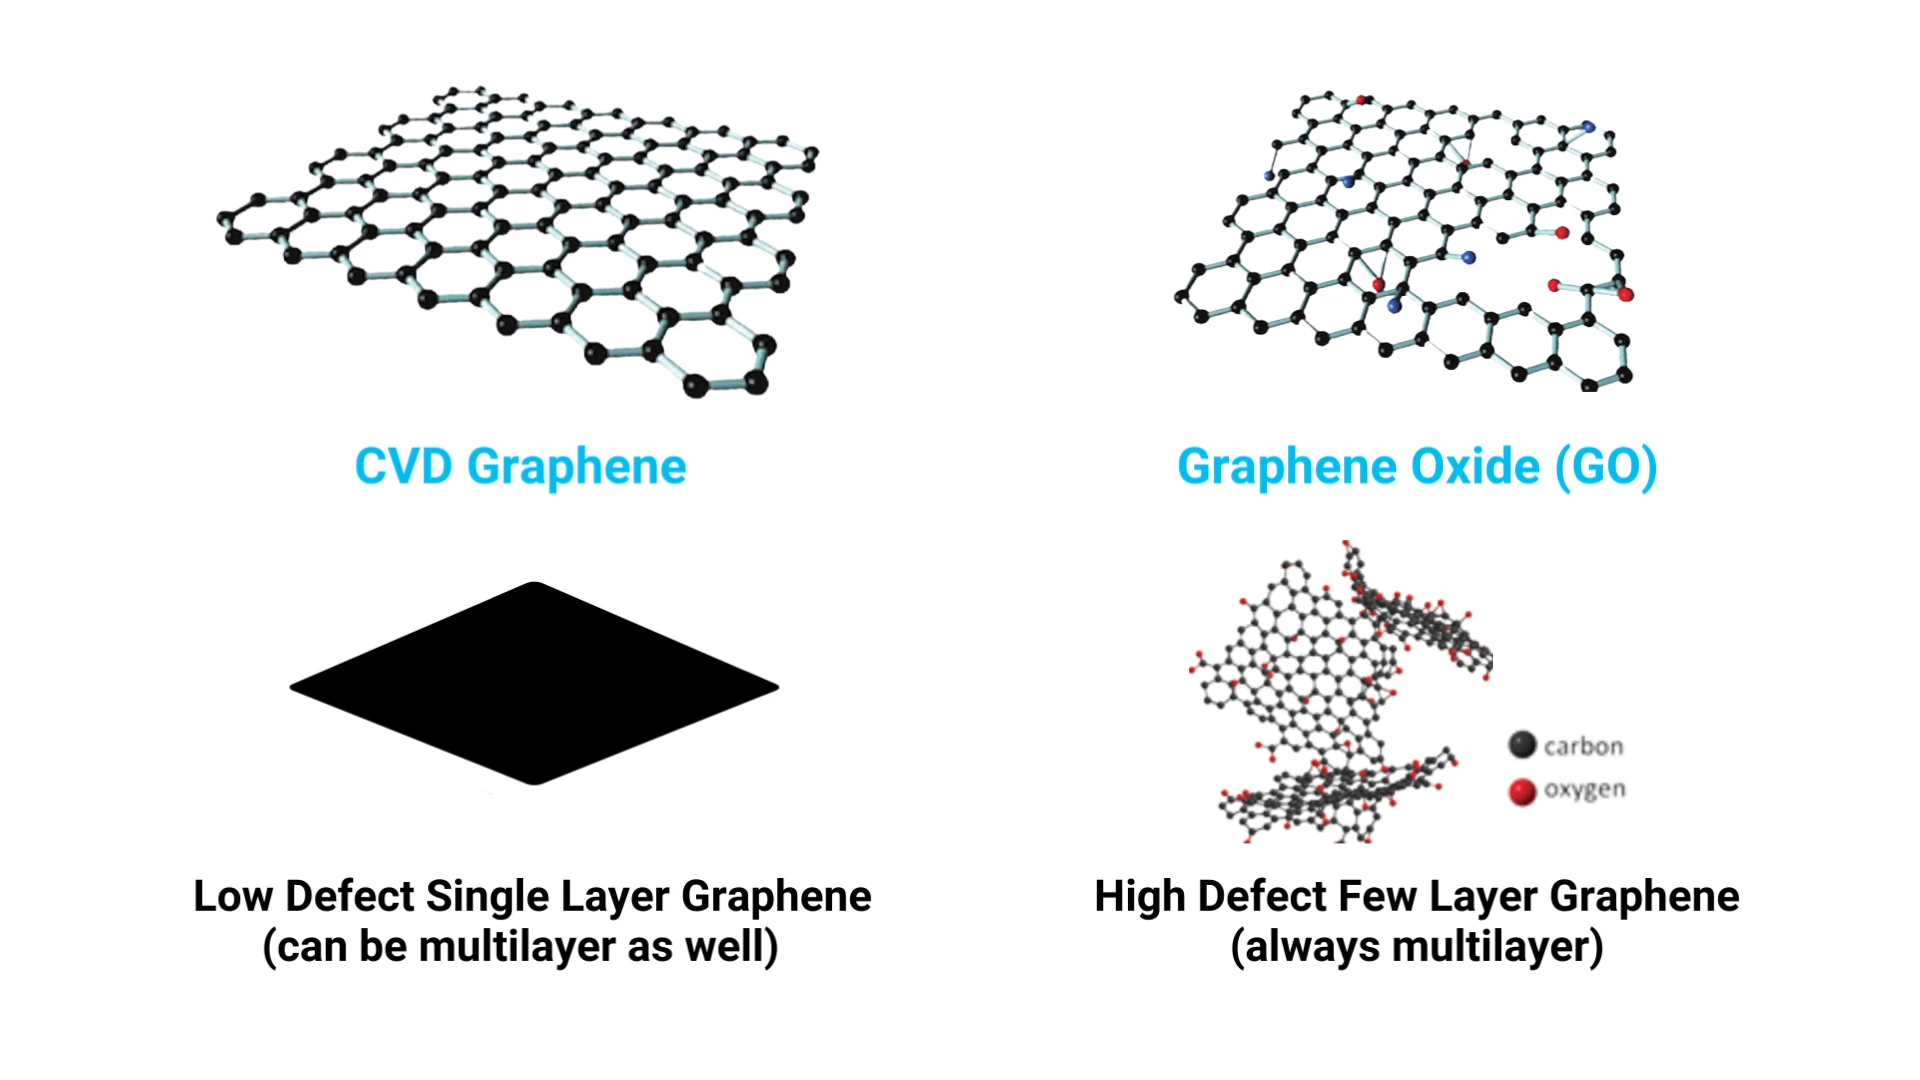 CVD Graphene
Graphene Oxide (GO)
carbon
oxygen
Low Defect Single Layer Graphene
(can be multilayer as well)
High Defect Few Layer Graphene
(always multilayer)